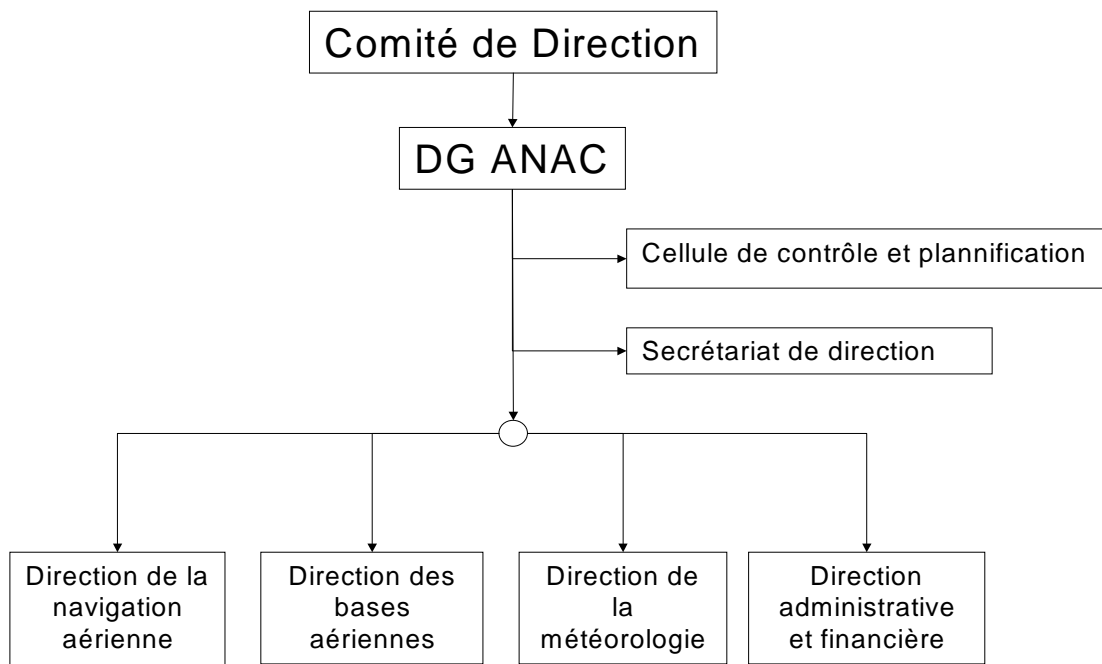 Comité de Direction
DG ANAC
Cellule de contrôle et plannification
Secrétariat de direction
Direction de la
navigation
aérienne
Direction des
bases
aériennes
Direction de
la
météorologie
Direction
administrative
et financière